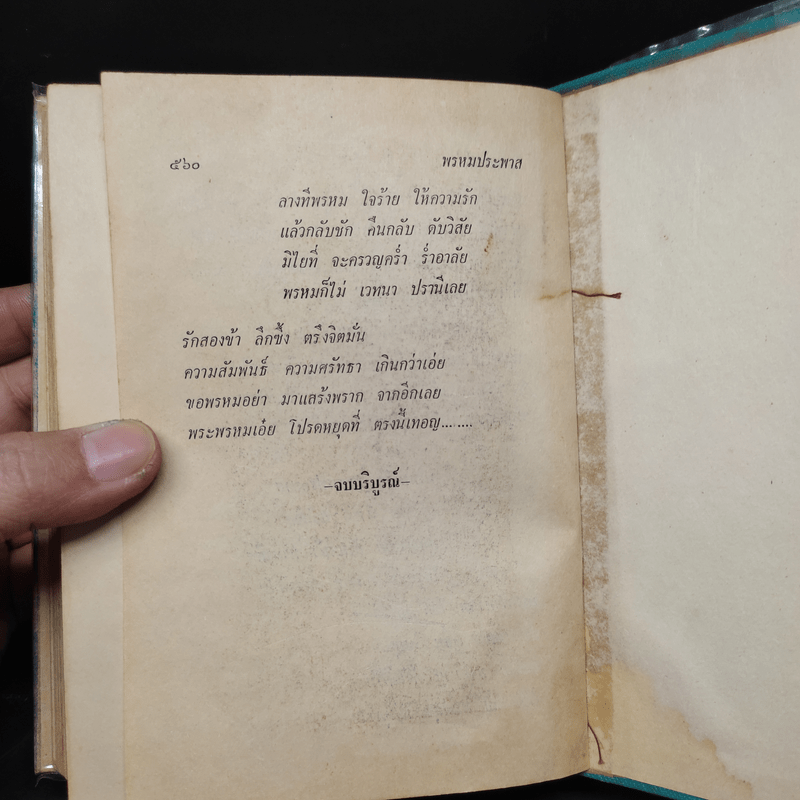 ๕๖๐ พรหมประพาส
ลางทีพรหม ใจร้าย ให้ความรัก
แล้วกลับชัก คืนกลับ ดับวิสัย
มิไยที่ จะครวญคร่ำ ร่ำอาลัย
พรหมก็ไม่ เวทนา ปรานีเลย
รักสองข้า ลึกซึ้ง ตรึงจิตมั่น
ความสัมพันธ์ ความศรัทธา เกินกว่าเอ่ย
ขอพรหมอย่า มาแสร้งพราก จากอีกเลย
พระพรหมเอ๋ย โปรดหยุดที่ ตรงนี้เทอญ........
–จบบริบูรณ์–